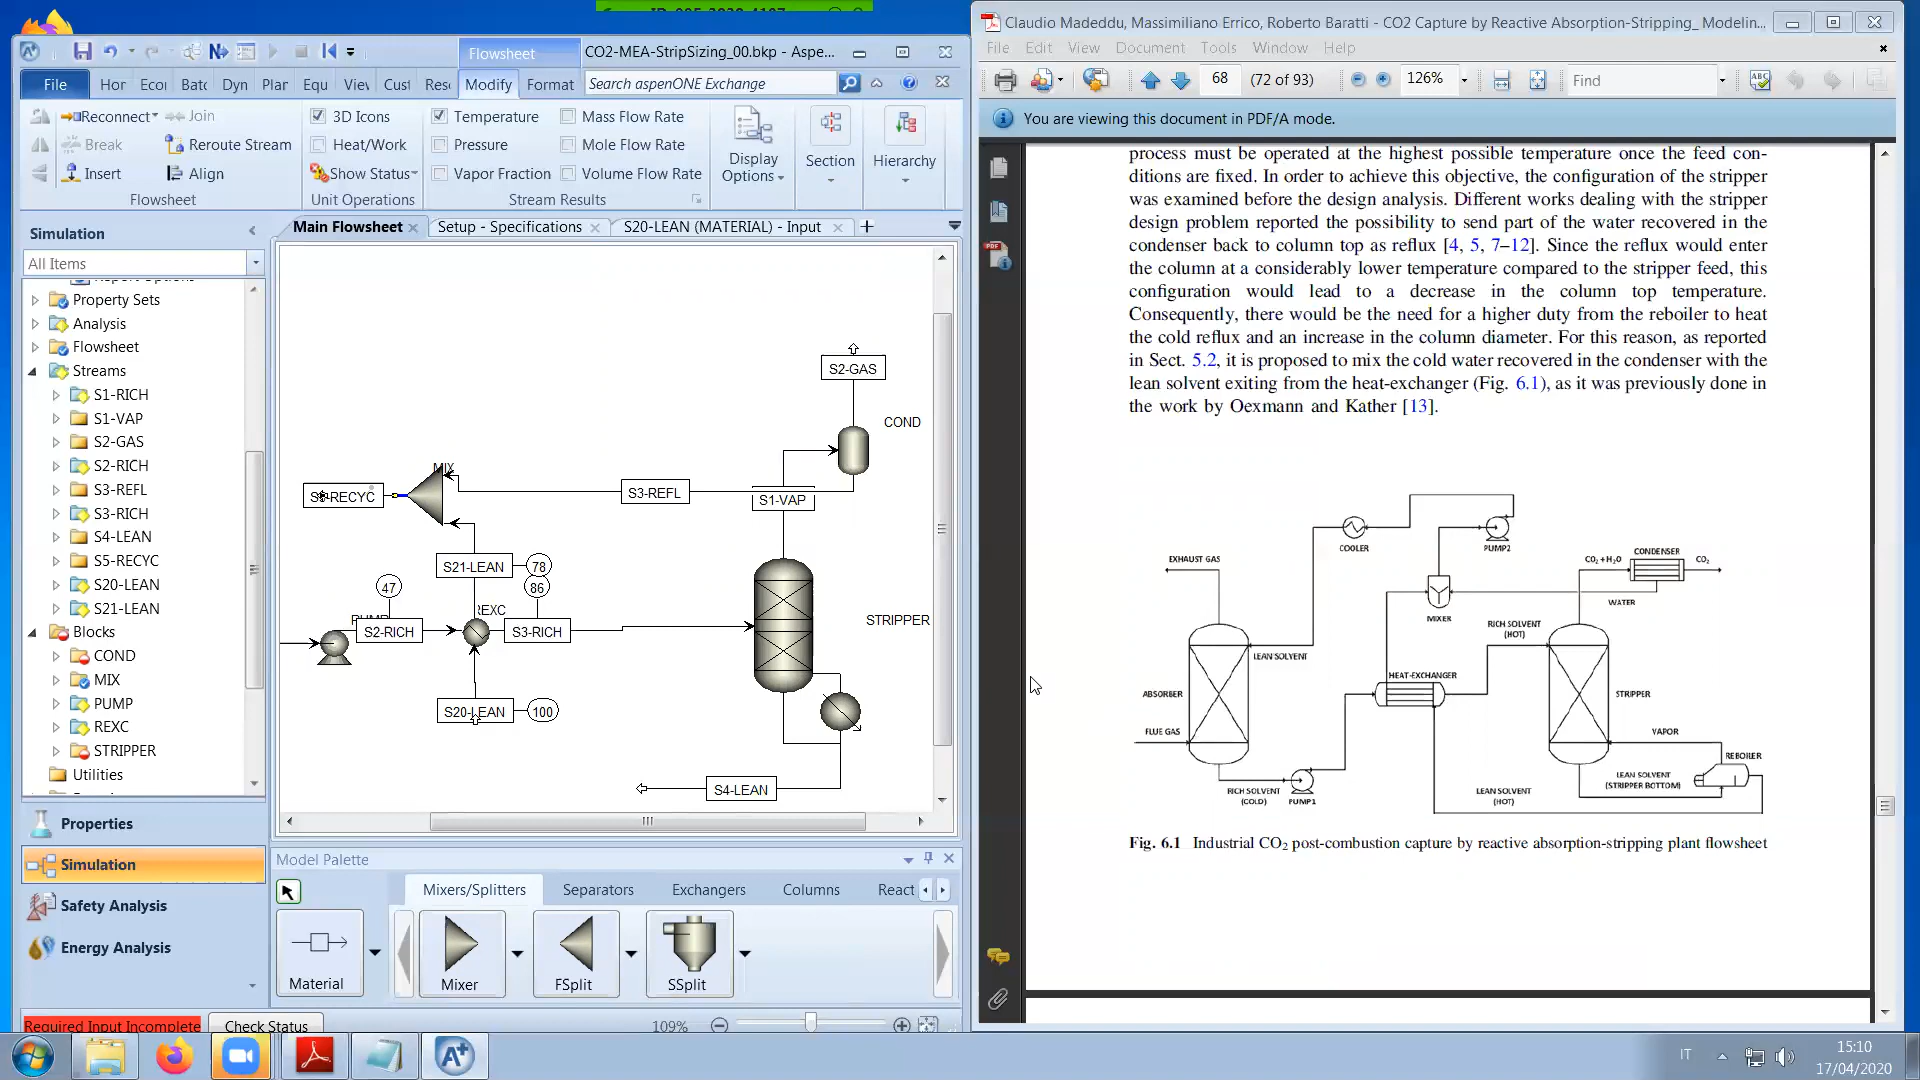 Flowsheet
CO2-MEA-StripSizing_00.bkp - Aspe...
File
Hor
Ecoi
Batc
Dyn
Plar
Equ
Viev
Cust
Resc
Modify
Format
Search aspenONE Exchange
Reconnect
Join
Break
Reroute Stream
Insert
Align
Flowsheet
3D Icons
Heat/Work
Show Status
Unit Operations
Temperature
Mass Flow Rate
Pressure
Mole Flow Rate
Vapor Fraction
Volume Flow Rate
Stream Results
Display
Options
Section
Hierarchy
Simulation
All Items
Property Sets
Analysis
Flowsheet
Streams
S1-RICH
S1-VAP
S2-GAS
S2-RICH
S3-REFL
S3-RICH
S4-LEAN
S5-RECYC
S20-LEAN
S21-LEAN
Blocks
COND
MIX
PUMP
REXC
STRIPPER
Utilities
Properties
Simulation
Safety Analysis
Energy Analysis
Required Input Incomplete
Check Status
109%
Main Flowsheet
Setup - Specifications
S20-LEAN (MATERIAL) - Input
S2-GAS
COND
MIX
S3-REFL
S1-VAP
S21-LEAN
78
86
47
S2-RICH
REXC
S3-RICH
STRIPPER
S20-LEAN
100
S4-LEAN
Model Palette
Mixers/Splitters
Separators
Exchangers
Columns
React
Material
Mixer
FSplit
SSplit
Claudio Madeddu, Massimiliano Errico, Roberto Baratti - CO2 Capture by Reactive Absorption-Stripping_ Modelin...
File Edit View Document Tools Window Help
68
(72 of 93)
126%
Find
You are viewing this document in PDF/A mode.
process must be operated at the highest possible temperature once the feed con-
ditions are fixed. In order to achieve this objective, the configuration of the stripper
was examined before the design analysis. Different works dealing with the stripper
design problem reported the possibility to send part of the water recovered in the
condenser back to column top as reflux [4, 5, 7–12]. Since the reflux would enter
the column at a considerably lower temperature compared to the stripper feed, this
configuration would lead to a decrease in the column top temperature.
Consequently, there would be the need for a higher duty from the reboiler to heat
the cold reflux and an increase in the column diameter. For this reason, as reported
in Sect. 5.2, it is proposed to mix the cold water recovered in the condenser with the
lean solvent exiting from the heat-exchanger (Fig. 6.1), as it was previously done in
the work by Oexmann and Kather [13].
COOLER
PUMP2
EXHAUST GAS
CO₂+H₂O
CONDENSER
CO₂
WATER
MIXER
RICH SOLVENT
(HOT)
LEAN SOLVENT
HEAT-EXCHANGER
ABSORBER
STRIPPER
FLUE GAS
VAPOR
REBOILER
RICH SOLVENT
(COLD)
PUMP1
LEAN SOLVENT
(HOT)
LEAN SOLVENT
(STRIPPER BOTTOM)
Fig. 6.1 Industrial CO₂ post-combustion capture by reactive absorption-stripping plant flowsheet
IT
15:10
17/04/2020